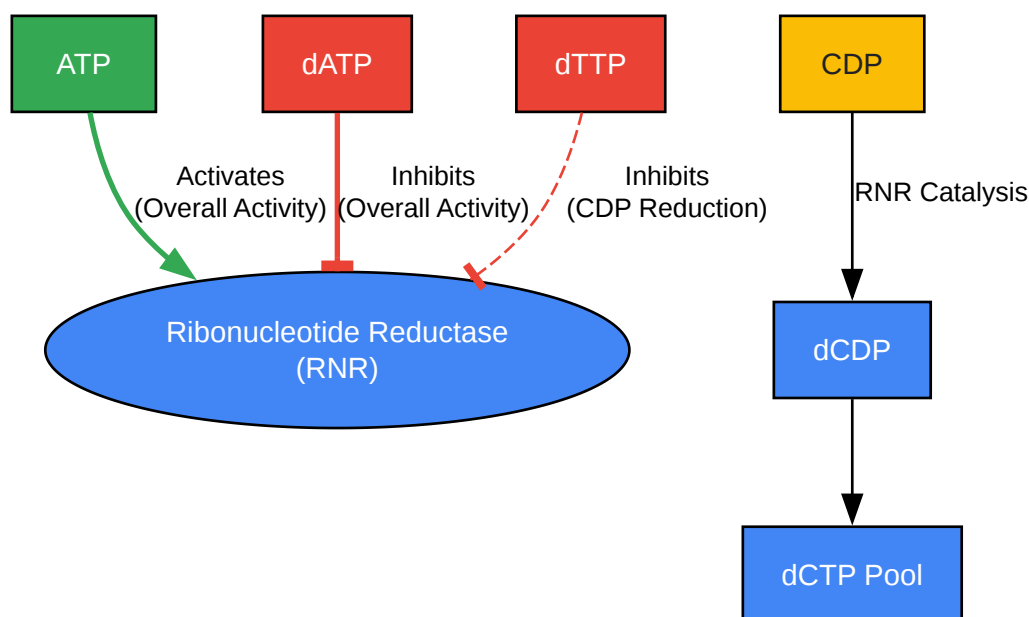 ATP
dATP
dTTP
CDP
Activates
(Overall Activity)
Inhibits
(Overall Activity)
Inhibits
(CDP Reduction)
RNR Catalysis
Ribonucleotide Reductase
(RNR)
dCDP
dCTP Pool